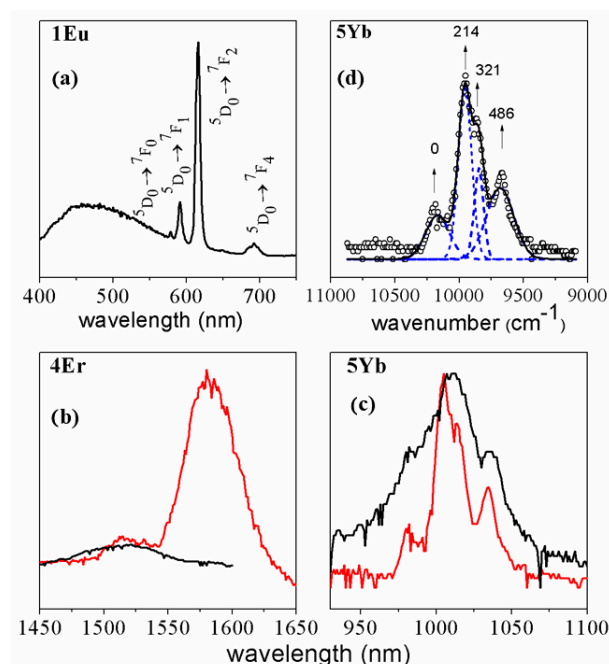 1Eu
(a)
⁵D₀→⁷F₀
⁵D₀→⁷F₁
⁵D₀→⁷F₂
⁵D₀→⁷F₄
400 500 600 700
wavelength (nm)
5Yb
(d)
214
321
486
0
11000 10500 10000 9500 9000
wavenumber (cm⁻¹)
4Er
(b)
1450 1500 1550 1600 1650
5Yb
(c)
950 1000 1050 1100
wavelength (nm)